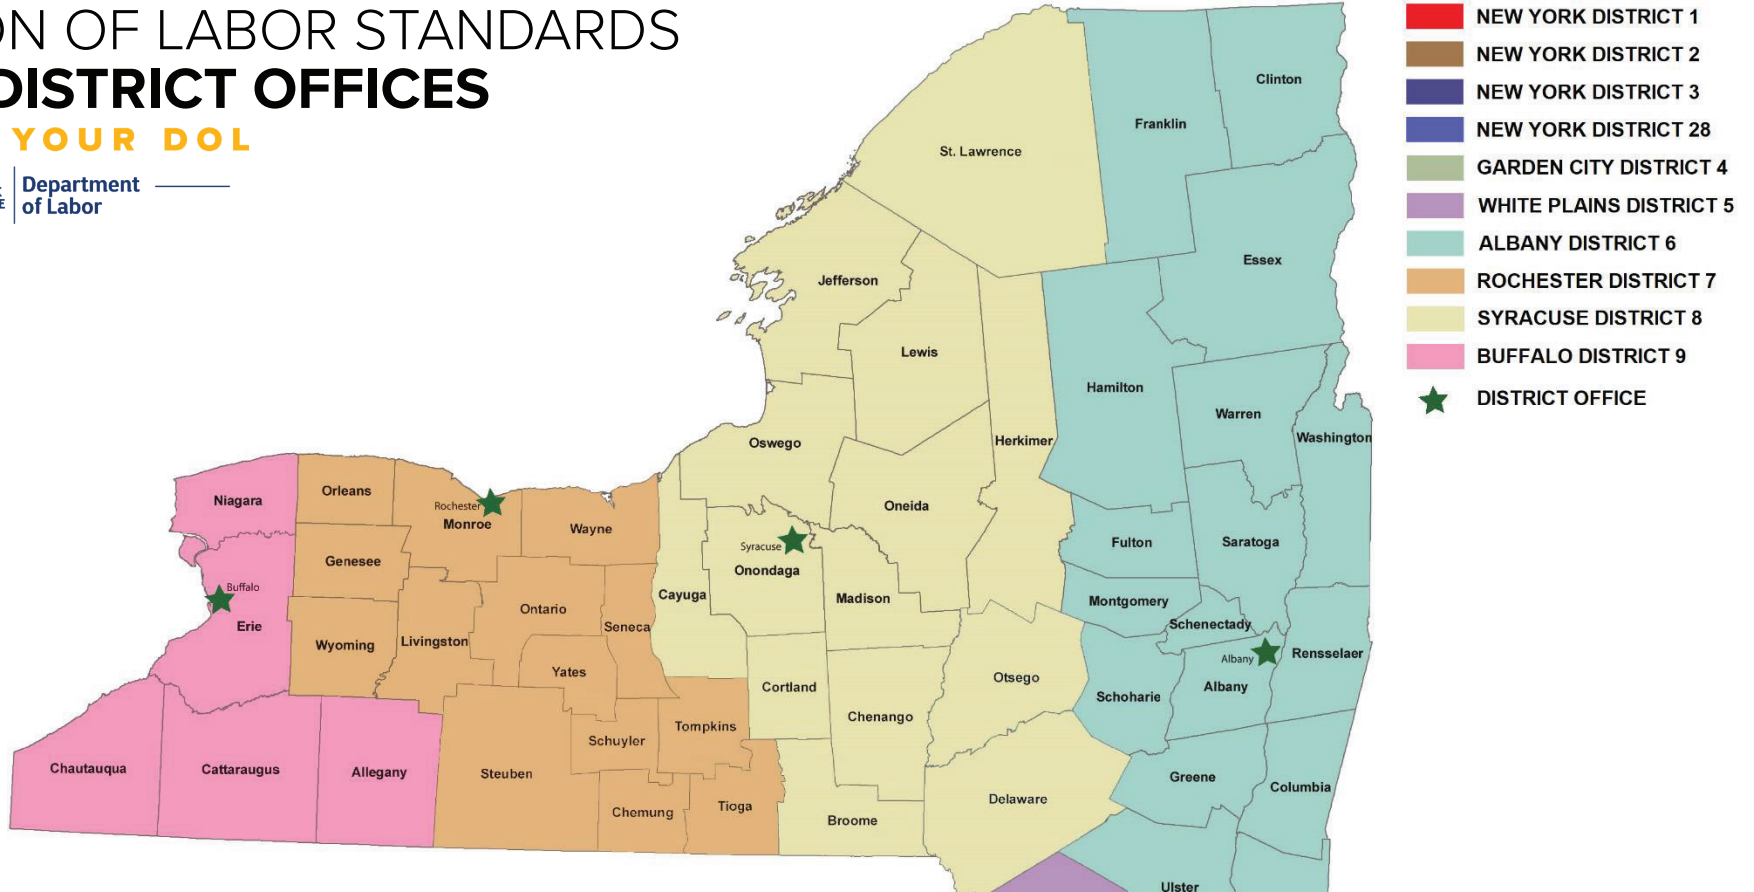 ON OF LABOR STANDARDS
DISTRICT OFFICES
YOUR DOL
Department
of Labor
NEW YORK DISTRICT 1
NEW YORK DISTRICT 2
NEW YORK DISTRICT 3
NEW YORK DISTRICT 28
GARDEN CITY DISTRICT 4
WHITE PLAINS DISTRICT 5
ALBANY DISTRICT 6
ROCHESTER DISTRICT 7
SYRACUSE DISTRICT 8
BUFFALO DISTRICT 9
DISTRICT OFFICE
Clinton
Franklin
St. Lawrence
Essex
Jefferson
Lewis
Hamilton
Warren
Washington
Herkimer
Oswego
Oneida
Niagara
Orleans
Rochester
Monroe
Wayne
Genesee
Syracuse
Onondaga
Fulton
Saratoga
Buffalo
Erie
Wyoming
Livingston
Ontario
Seneca
Cayuga
Madison
Montgomery
Schenectady
Yates
Cortland
Otsego
Schoharie
Albany
Albany
Rensselaer
Chenango
Tompkins
Schuyler
Chautauqua
Cattaraugus
Allegany
Steuben
Chemung
Tioga
Broome
Delaware
Greene
Columbia
Ulster